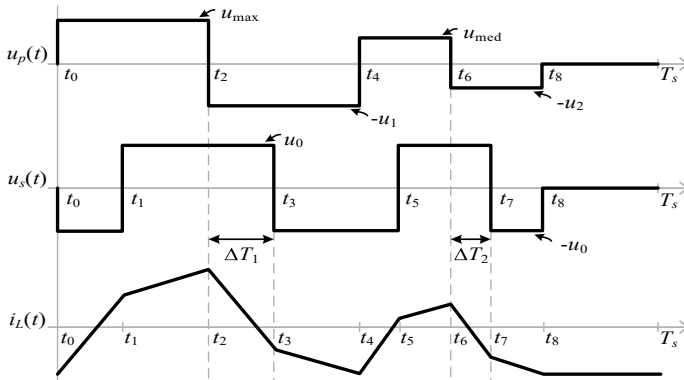 u_max
u_med
u_p(t)
t_0 t_2 t_4 t_6 t_8 T_s
-u_1
-u_2
u_0
u_s(t)
t_0 t_1 t_3 t_5 t_7 t_8 T_s
ΔT_1 ΔT_2
-u_0
i_L(t)
t_0 t_1 t_2 t_3 t_4 t_5 t_6 t_7 t_8 T_s